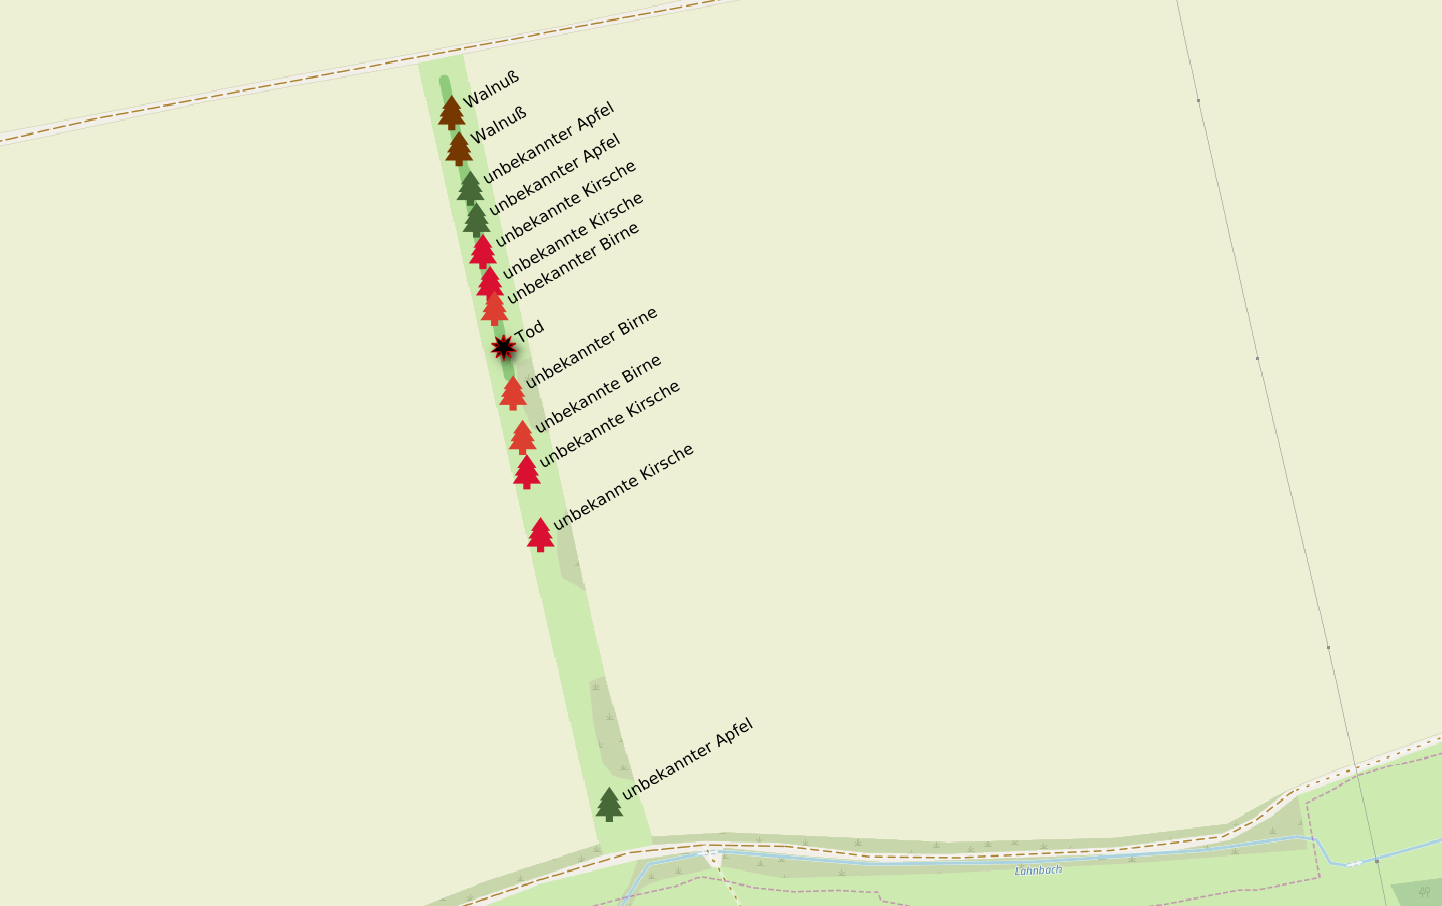 Walnuß
Walnuß
unbekannter Apfel
unbekannter Apfel
unbekannte Kirsche
unbekannte Kirsche
unbekannter Birne
Tod
unbekannter Birne
unbekannte Birne
unbekannte Kirsche
unbekannte Kirsche
unbekannter Apfel
Lahnbach